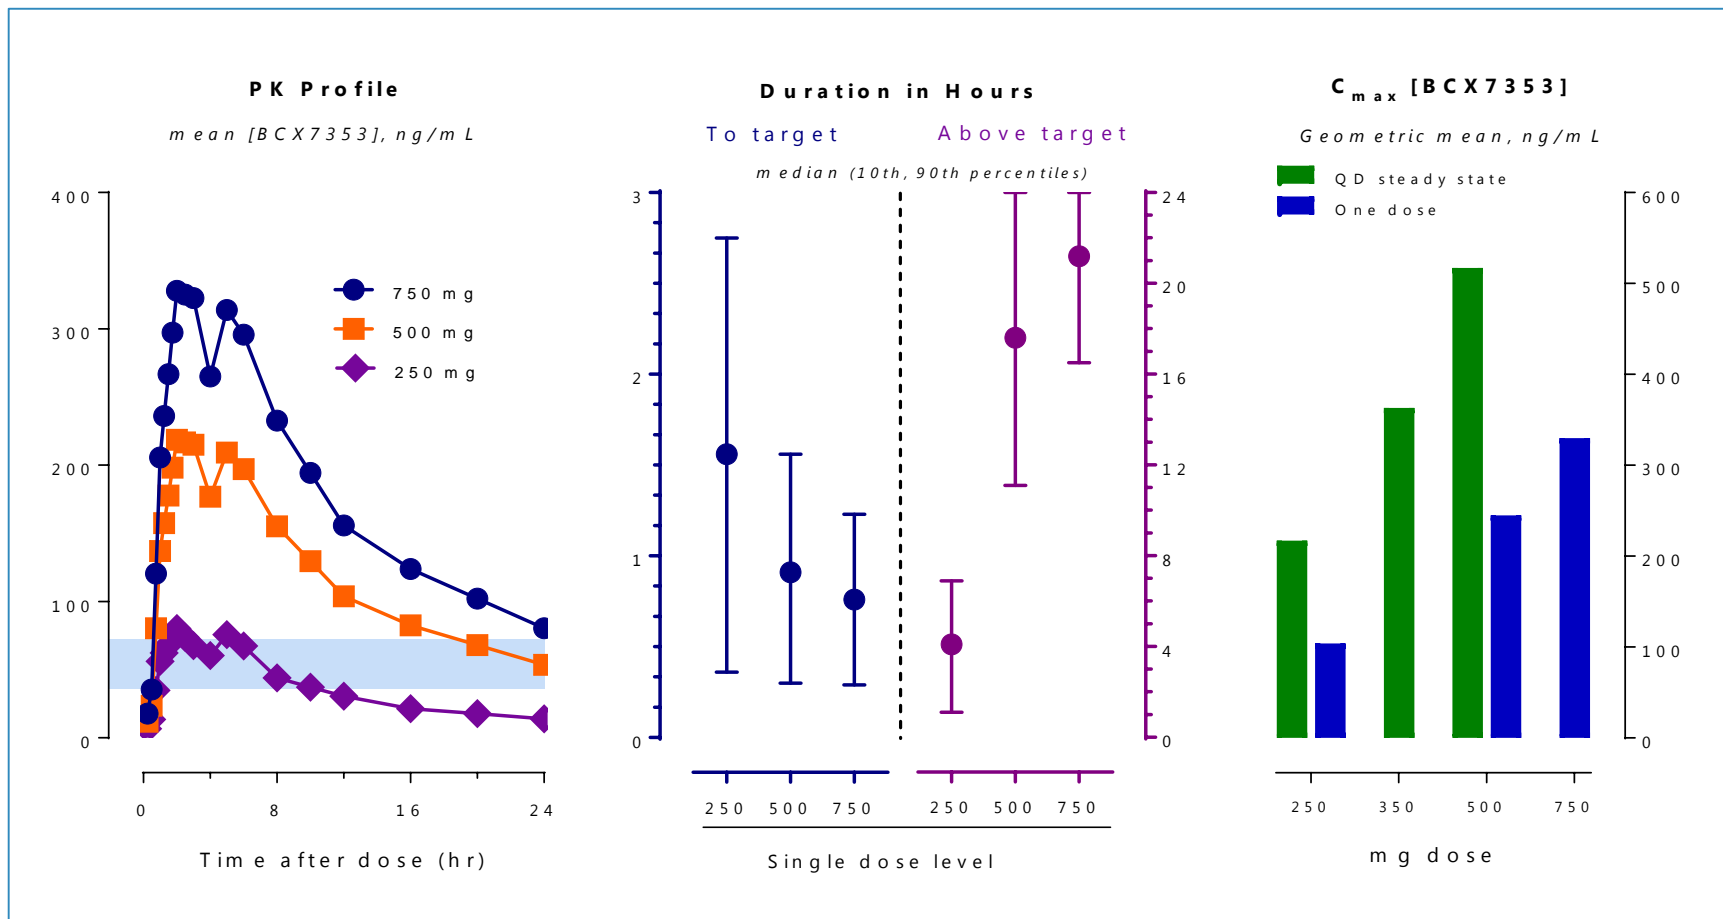 PK Profile
mean [BCX7353], ng/mL
400
300
200
100
0
750 mg
500 mg
250 mg
0 8 16 24
Time after dose (hr)
Duration in Hours
To target Above target
median (10th, 90th percentiles)
3
2
1
0
24
20
16
12
8
4
0
250 500 750 250 500 750
Single dose level
Cmax [BCX7353]
Geometric mean, ng/mL
QD steady state
One dose
600
500
400
300
200
100
0
250 350 500 750
mg dose